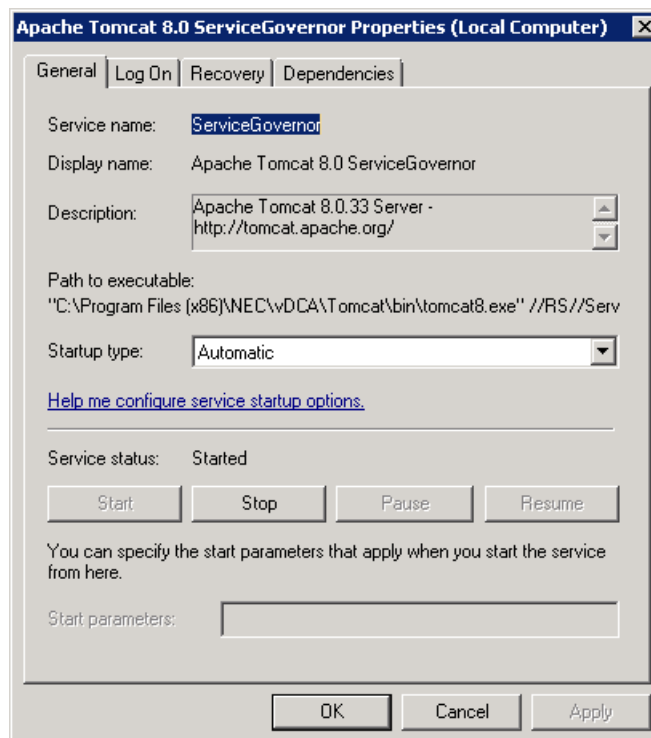 Apache Tomcat 8.0 ServiceGovernor Properties (Local Computer)
General Log On Recovery Dependencies
Service name: ServiceGovernor
Display name: Apache Tomcat 8.0 ServiceGovernor
Description: Apache Tomcat 8.0.33 Server -
http://tomcat.apache.org/
Path to executable:
"C:\Program Files (x86)\NEC\vDCA\Tomcat\bin\tomcat8.exe" //RS//Serv
Startup type: Automatic
Help me configure service startup options.
Service status: Started
Start Stop Pause Resume
You can specify the start parameters that apply when you start the service
from here.
Start parameters:
OK Cancel Apply